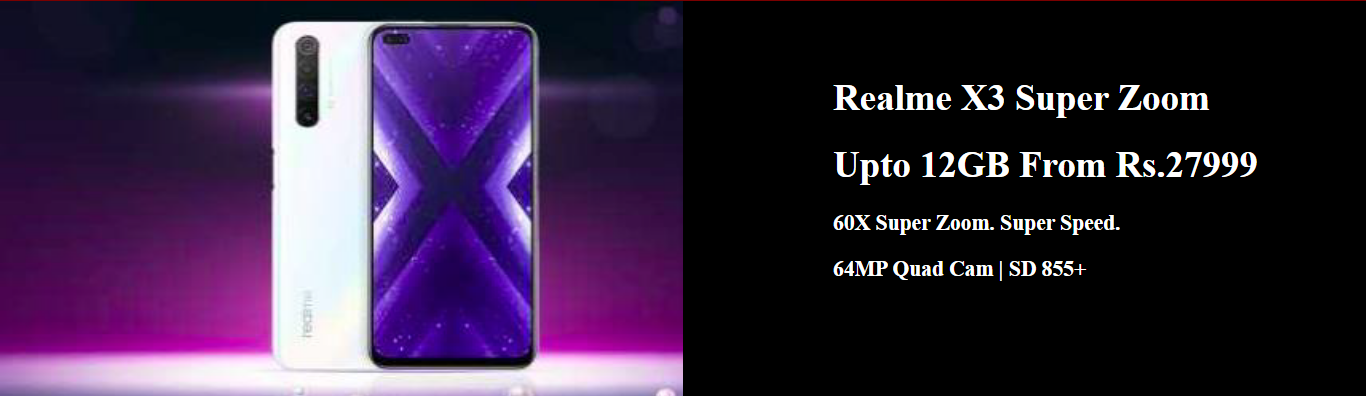 realme
Realme X3 Super Zoom
Upto 12GB From Rs.27999
60X Super Zoom. Super Speed.
64MP Quad Cam | SD 855+